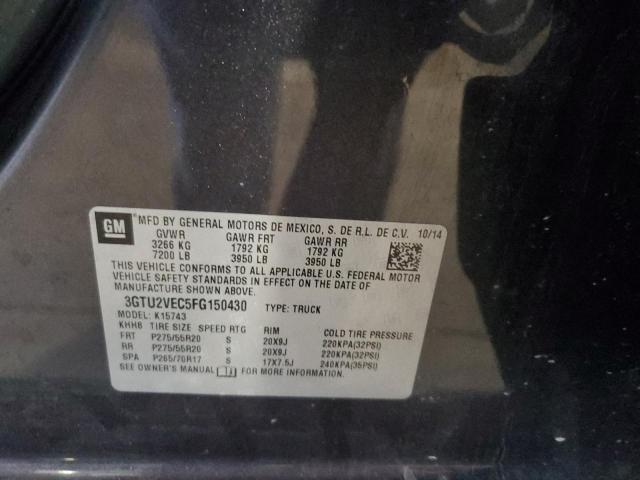 GM
MFD BY GENERAL MOTORS DE MEXICO, S. DE R.L. DE C.V. 10/14
GVWR GAWR FRT GAWR RR
3266 KG 1792 KG 1792 KG
7200 LB 3950 LB 3950 LB
THIS VEHICLE CONFORMS TO ALL APPLICABLE U.S. FEDERAL MOTOR
VEHICLE SAFETY STANDARDS IN EFFECT ON THE DATE OF
MANUFACTURE SHOWN ABOVE.
3GTU2VEC5FG150430 TYPE: TRUCK
MODEL: K15743
KHHB TIRE SIZE SPEED RTG RIM COLD TIRE PRESSURE
FRT P275/55R20 S 20X9J 220KPA(32PSI)
RR P275/55R20 S 20X9J 220KPA(32PSI)
SPA P265/70R17 S 17X7.5J 240KPA(35PSI)
SEE OWNER'S MANUAL FOR MORE INFORMATION.